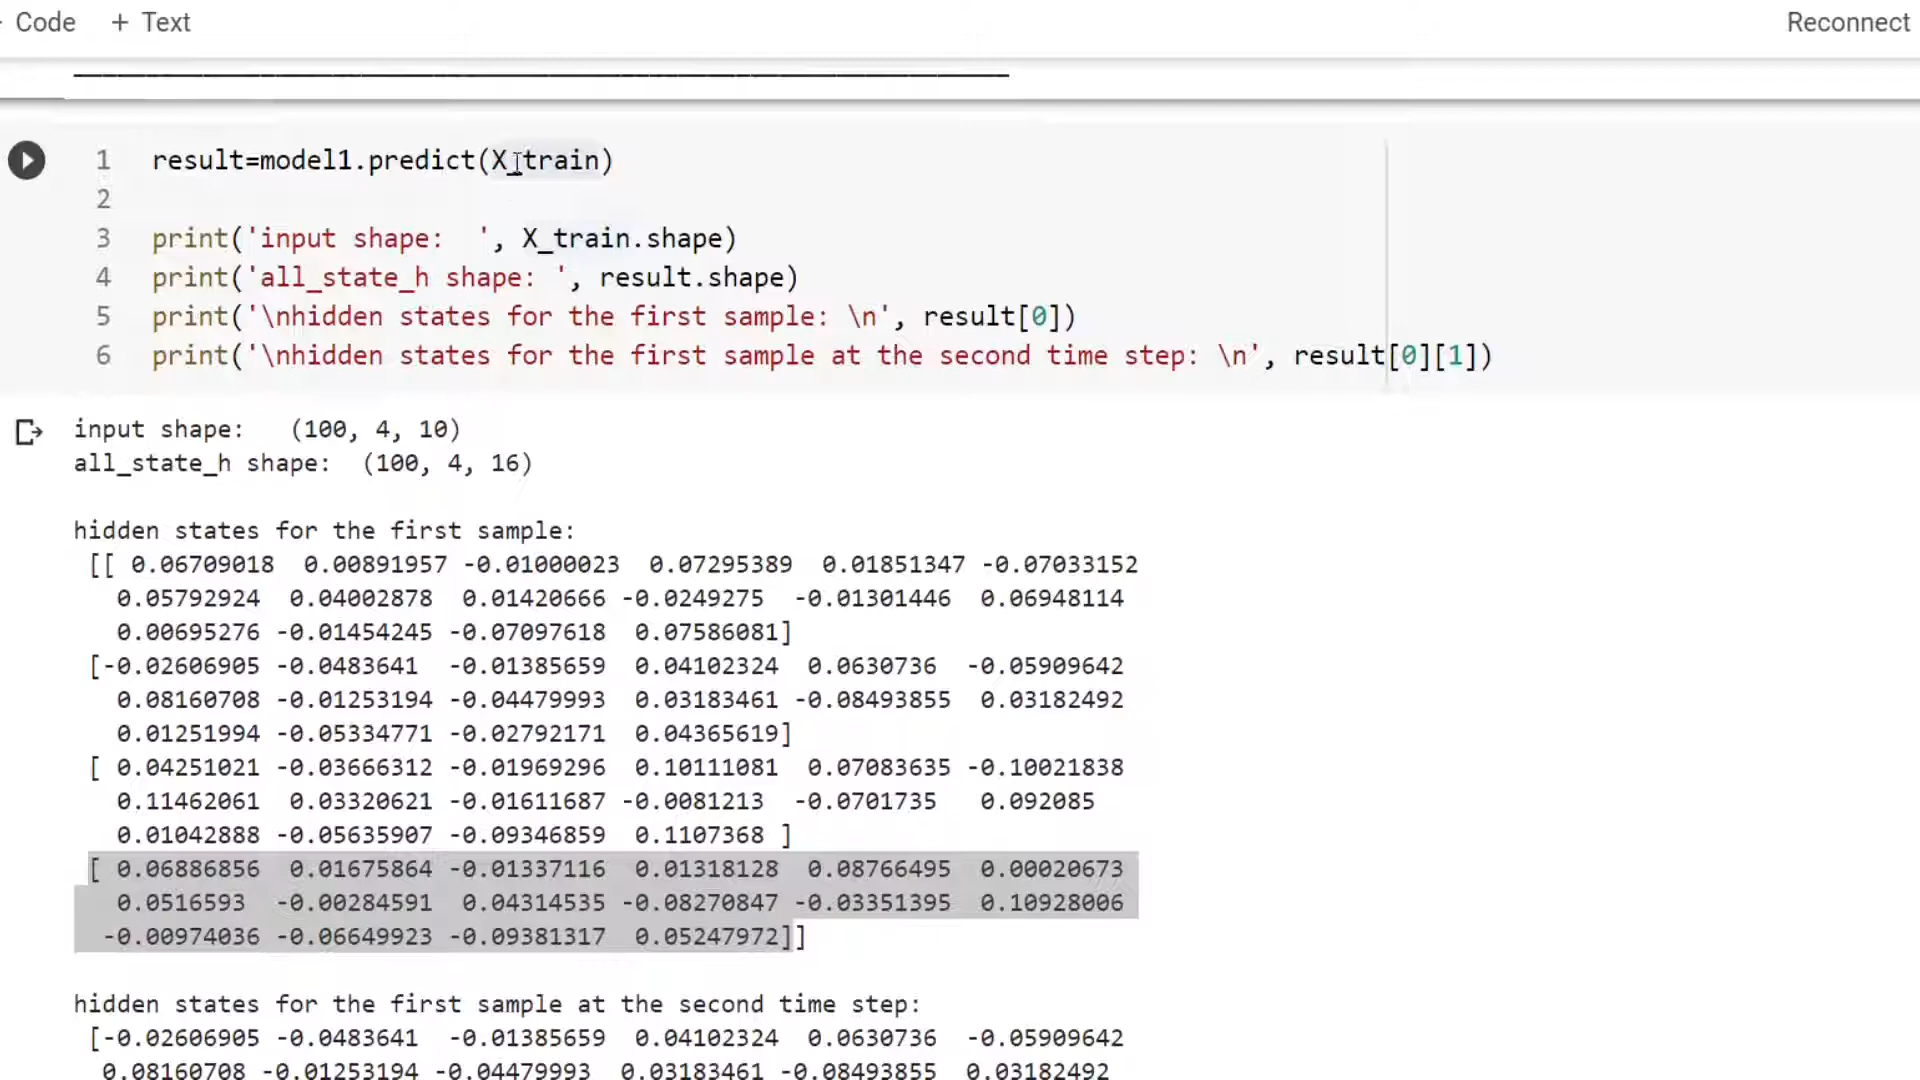 Code + Text Reconnect
1 result=model1.predict(X_train)
2
3 print('input shape:  ', X_train.shape)
4 print('all_state_h shape: ', result.shape)
5 print('\nhidden states for the first sample: \n', result[0])
6 print('\nhidden states for the first sample at the second time step: \n', result[0][1])
input shape:   (100, 4, 10)
all_state_h shape:  (100, 4, 16)
hidden states for the first sample:
[[ 0.06709018  0.00891957 -0.01000023  0.07295389  0.01851347 -0.07033152
0.05792924  0.04002878  0.01420666 -0.0249275  -0.01301446  0.06948114
0.00695276 -0.01454245 -0.07097618  0.07586081]
[-0.02606905 -0.0483641  -0.01385659  0.04102324  0.0630736  -0.05909642
0.08160708 -0.01253194 -0.04479993  0.03183461 -0.08493855  0.03182492
0.01251994 -0.05334771 -0.02792171  0.04365619]
[ 0.04251021 -0.03666312 -0.01969296  0.10111081  0.07083635 -0.10021838
0.11462061  0.03320621 -0.01611687 -0.0081213  -0.0701735   0.092085
0.01042888 -0.05635907 -0.09346859  0.1107368 ]
[ 0.06886856  0.01675864 -0.01337116  0.01318128  0.08766495  0.00020673
0.0516593  -0.00284591  0.04314535 -0.08270847 -0.03351395  0.10928006
-0.00974036 -0.06649923 -0.09381317  0.05247972]]
hidden states for the first sample at the second time step:
[-0.02606905 -0.0483641  -0.01385659  0.04102324  0.0630736  -0.05909642
0.08160708 -0.01253194 -0.04479993  0.03183461 -0.08493855  0.03182492